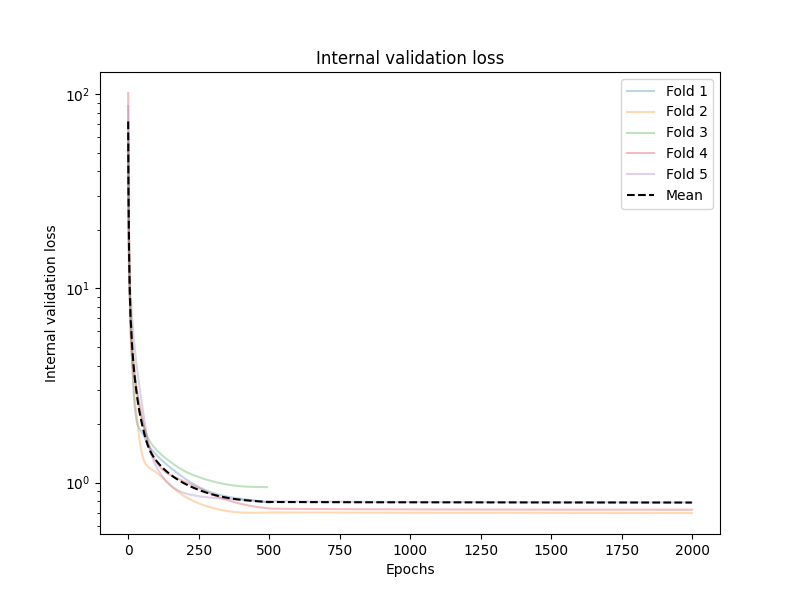 Internal validation loss
Internal validation loss
10²
10¹
10⁰
0 250 500 750 1000 1250 1500 1750 2000
Epochs
Fold 1
Fold 2
Fold 3
Fold 4
Fold 5
Mean